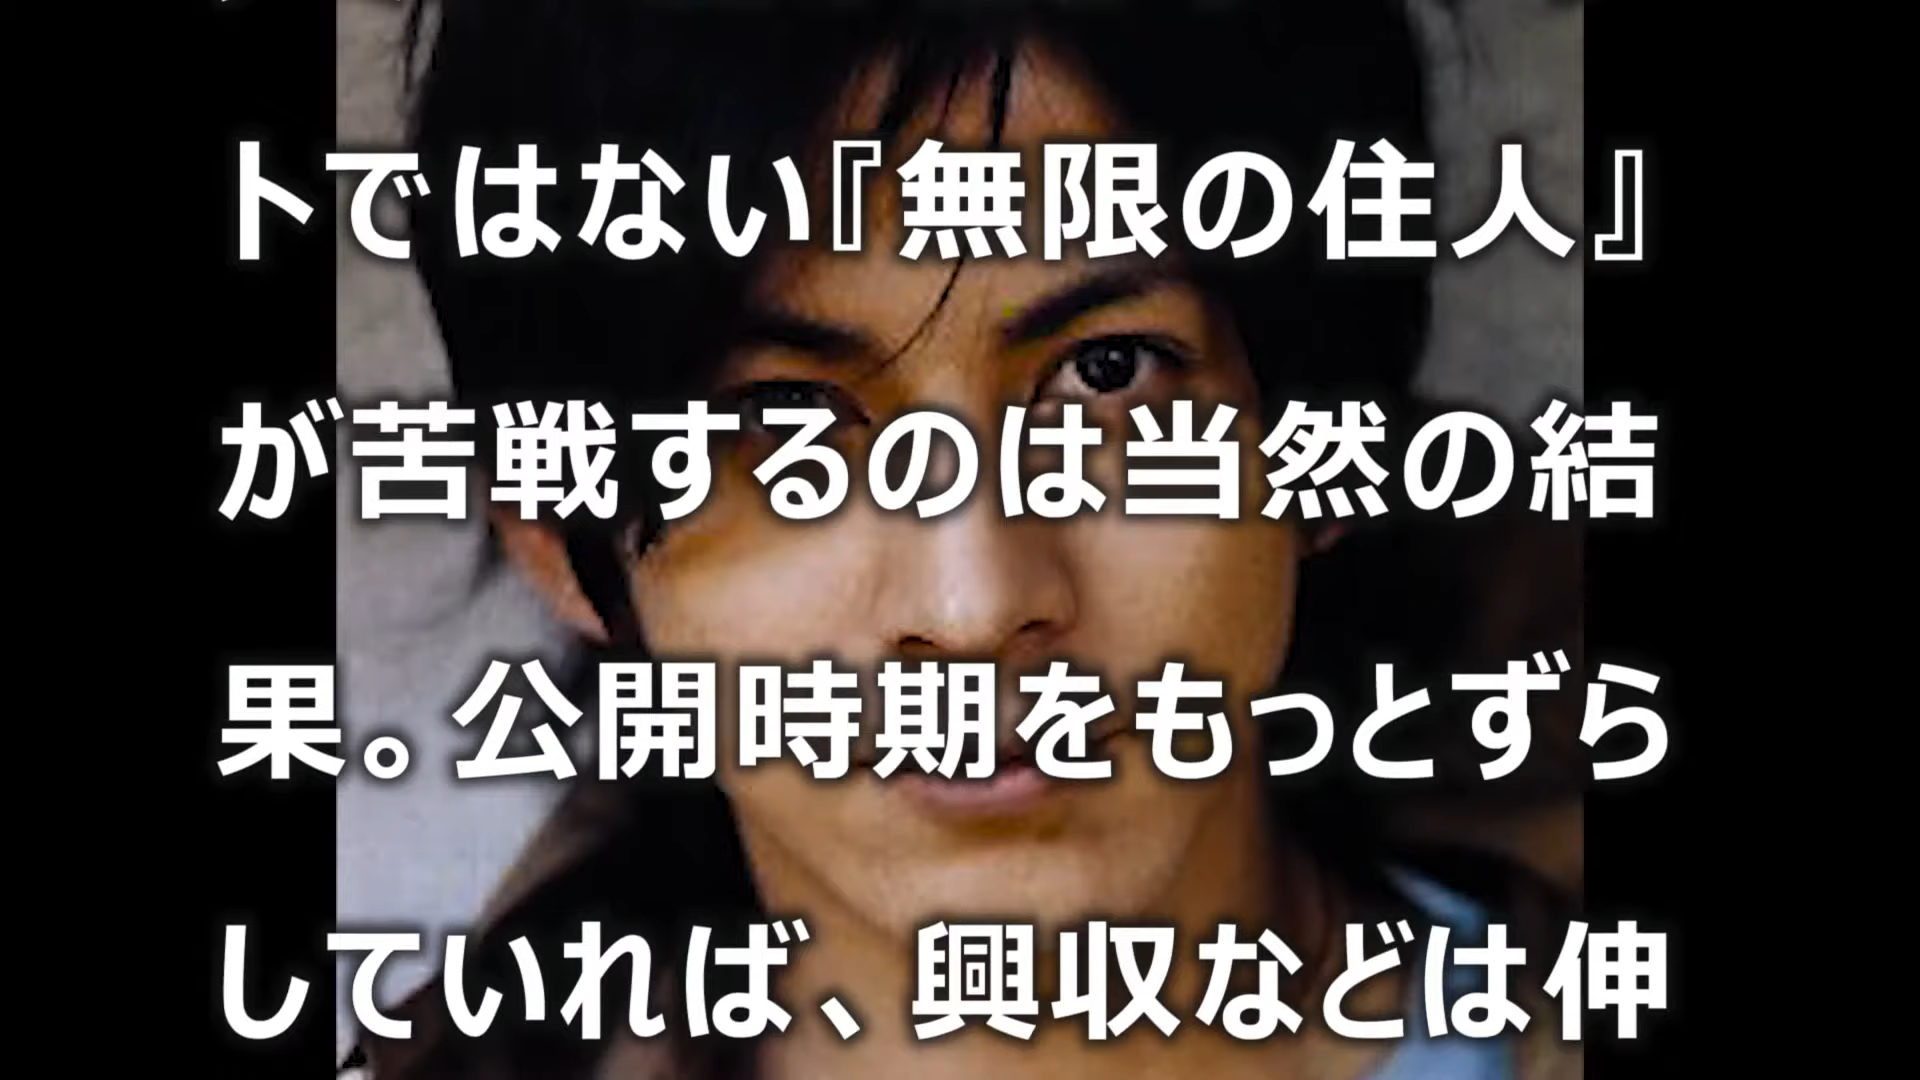 トではない『無限の住人』
が苦戦するのは当然の結
果。公開時期をもっとずら
していれば、興収などは伸